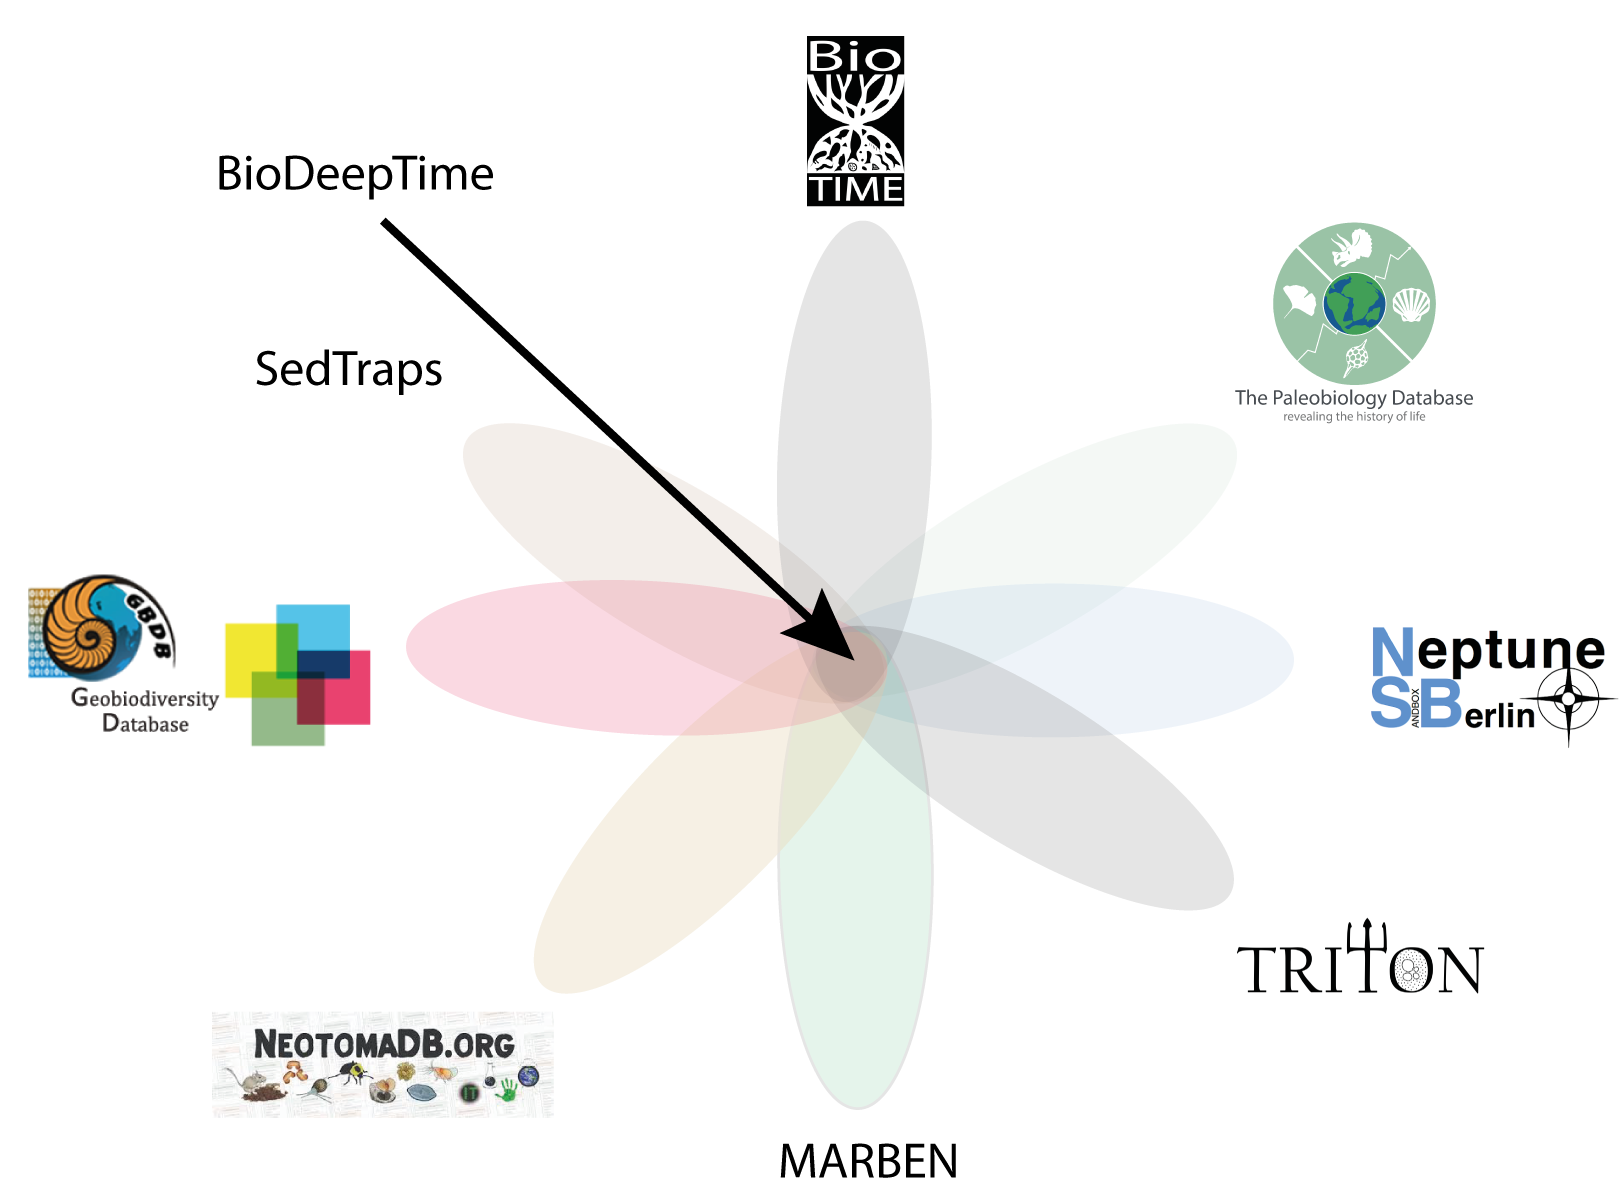 Bio
TIME
BioDeepTime
SedTraps
The Paleobiology Database
revealing the history of life
GBDB
Geobiodiversity
Database
Neptune
SANDBOX Berlin
TRITON
NEOTOMADB.ORG
IT
MARBEN